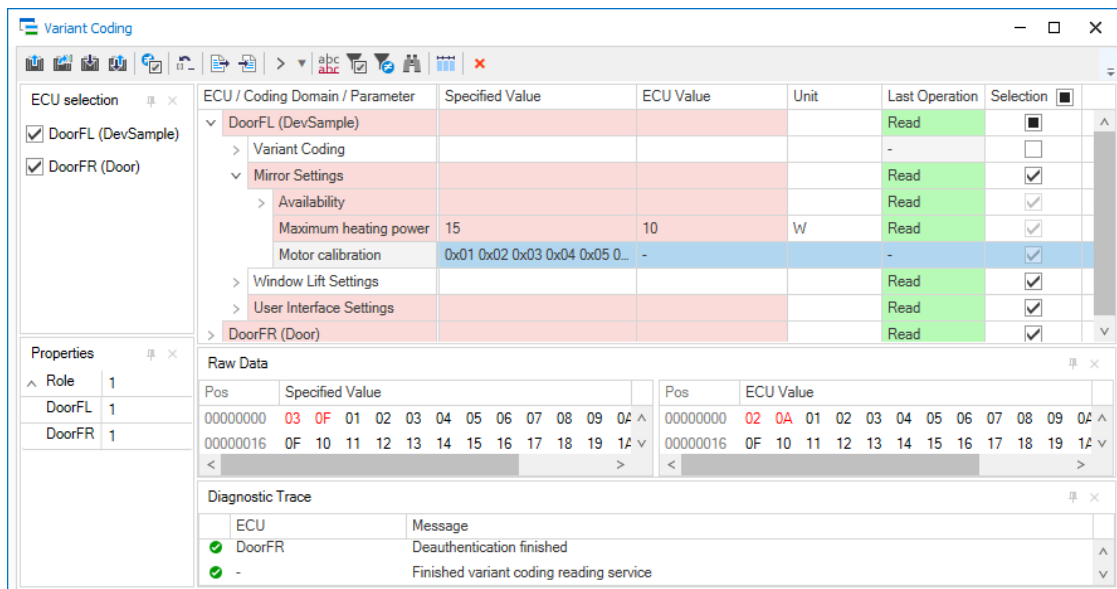 Variant Coding
abc
abc
ECU selection
DoorFL (DevSample)
DoorFR (Door)
ECU / Coding Domain / Parameter Specified Value ECU Value Unit Last Operation Selection
DoorFL (DevSample) Read
Variant Coding -
Mirror Settings Read
Availability Read
Maximum heating power 15 10 W Read
Motor calibration 0x01 0x02 0x03 0x04 0x05 0... - -
Window Lift Settings Read
User Interface Settings Read
DoorFR (Door) Read
Properties
Role 1
DoorFL 1
DoorFR 1
Raw Data
Pos Specified Value
00000000 03 0F 01 02 03 04 05 06 07 08 09 0A
00000016 0F 10 11 12 13 14 15 16 17 18 19 1A
Pos ECU Value
00000000 02 0A 01 02 03 04 05 06 07 08 09 0A
00000016 0F 10 11 12 13 14 15 16 17 18 19 1A
Diagnostic Trace
ECU Message
DoorFR Deauthentication finished
- Finished variant coding reading service